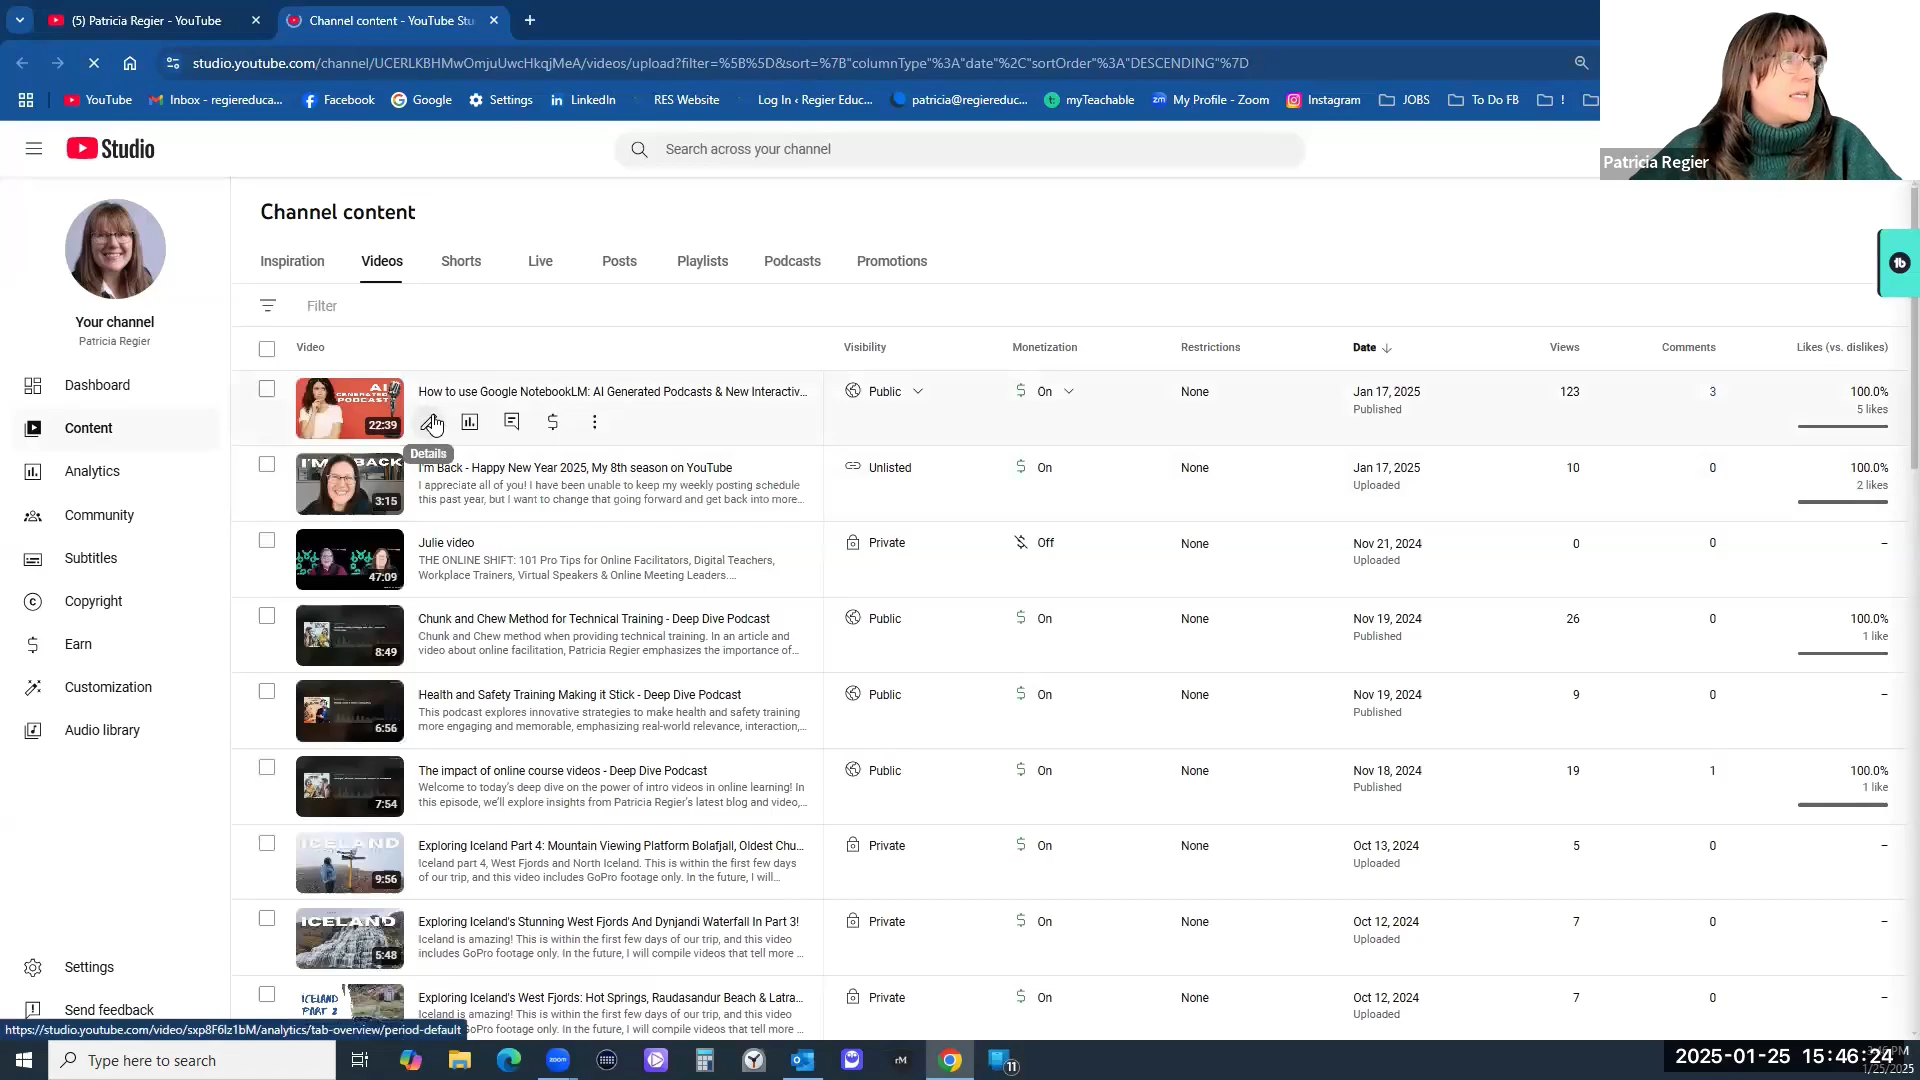 (5) Patricia Regier - YouTube
Channel content - YouTube Stu
studio.youtube.com/channel/UCERLKBHMwOmjuUwcHkqjMeA/videos/upload?filter=%5B%5D&sort=%7B"columnType"%3A"date"%2C"sortOrder"%3A"DESCENDING"%7D
YouTube
Inbox - regiereduca...
Facebook
Google
Settings
LinkedIn
RES Website
Log In ‹ Regier Educ...
patricia@regiereduc...
myTeachable
My Profile - Zoom
Instagram
JOBS
To Do FB
!
Patricia Regier
Studio
Search across your channel
Your channel
Patricia Regier
Dashboard
Content
Analytics
Community
Subtitles
Copyright
Earn
Customization
Audio library
Settings
Send feedback
Channel content
Inspiration Videos Shorts Live Posts Playlists Podcasts Promotions
Filter
Video Visibility Monetization Restrictions Date Views Comments Likes (vs. dislikes)
AI GENERATED PODCAST
22:39
How to use Google NotebookLM: AI Generated Podcasts & New Interactiv...
Public On None Jan 17, 2025 123 3 100.0%
Published 5 likes
Details
I'M BACK
3:15
I'm Back - Happy New Year 2025, My 8th season on YouTube
I appreciate all of you! I have been unable to keep my weekly posting schedule
this past year, but I want to change that going forward and get back into more...
Unlisted On None Jan 17, 2025 10 0 100.0%
Uploaded 2 likes
47:09
Julie video
THE ONLINE SHIFT: 101 Pro Tips for Online Facilitators, Digital Teachers,
Workplace Trainers, Virtual Speakers & Online Meeting Leaders....
Private Off None Nov 21, 2024 0 0 –
Uploaded
8:49
Chunk and Chew Method for Technical Training - Deep Dive Podcast
Chunk and Chew method when providing technical training. In an article and
video about online facilitation, Patricia Regier emphasizes the importance of...
Public On None Nov 19, 2024 26 0 100.0%
Published 1 like
6:56
Health and Safety Training Making it Stick - Deep Dive Podcast
This podcast explores innovative strategies to make health and safety training
more engaging and memorable, emphasizing real-world relevance, interaction,...
Public On None Nov 19, 2024 9 0 –
Published
7:54
The impact of online course videos - Deep Dive Podcast
Welcome to today's deep dive on the power of intro videos in online learning! In
this episode, we'll explore insights from Patricia Regier's latest blog and video,...
Public On None Nov 18, 2024 19 1 100.0%
Published 1 like
ICELAND
9:56
Exploring Iceland Part 4: Mountain Viewing Platform Bolafjall, Oldest Chu...
Iceland part 4, West Fjords and North Iceland. This is within the first few days
of our trip, and this video includes GoPro footage only. In the future, I will...
Private On None Oct 13, 2024 5 0 –
Uploaded
ICELAND
5:48
Exploring Iceland's Stunning West Fjords And Dynjandi Waterfall In Part 3!
Iceland is amazing! This is within the first few days of our trip, and this video
includes GoPro footage only. In the future, I will compile videos that tell more ...
Private On None Oct 12, 2024 7 0 –
Uploaded
ICELAND
PART 2
Exploring Iceland's West Fjords: Hot Springs, Raudasandur Beach & Latra...
Iceland is amazing! This is within the first few days of our trip, and this video
GoPro footage only. In the future, I will compile videos that tell more ...
Private On None Oct 12, 2024 7 0 –
Uploaded
https://studio.youtube.com/video/sxp8F6lz1bM/analytics/tab-overview/period-default
Type here to search
zoom
rM
11
2025-01-25 15:46:24
1/25/2025